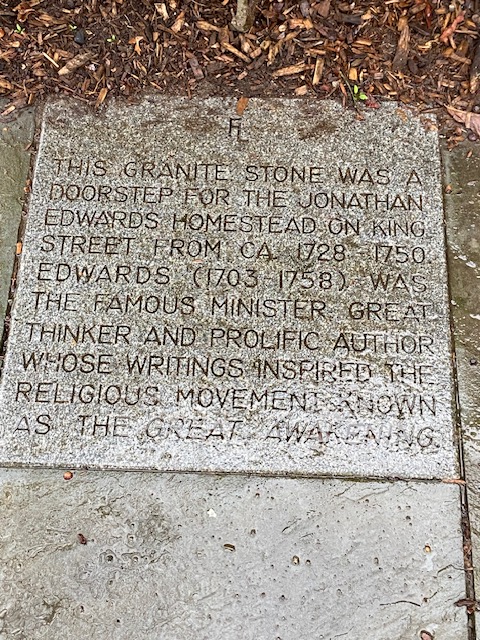 THIS GRANITE STONE WAS A
DOORSTEP FOR THE JONATHAN
EDWARDS HOMESTEAD ON KING
STREET FROM CA. 1728-1750.
EDWARDS (1703-1758) WAS
THE FAMOUS MINISTER, GREAT
THINKER AND PROLIFIC AUTHOR
WHOSE WRITINGS INSPIRED THE
RELIGIOUS MOVEMENT KNOWN
AS THE GREAT AWAKENING.